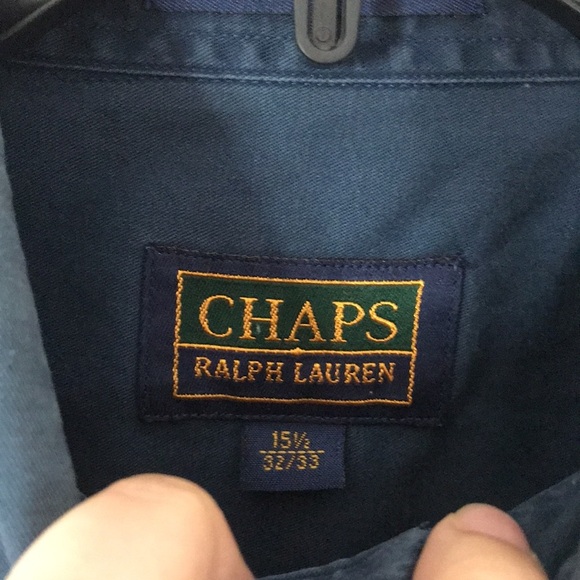 CHAPS
RALPH LAUREN
15½
32/33